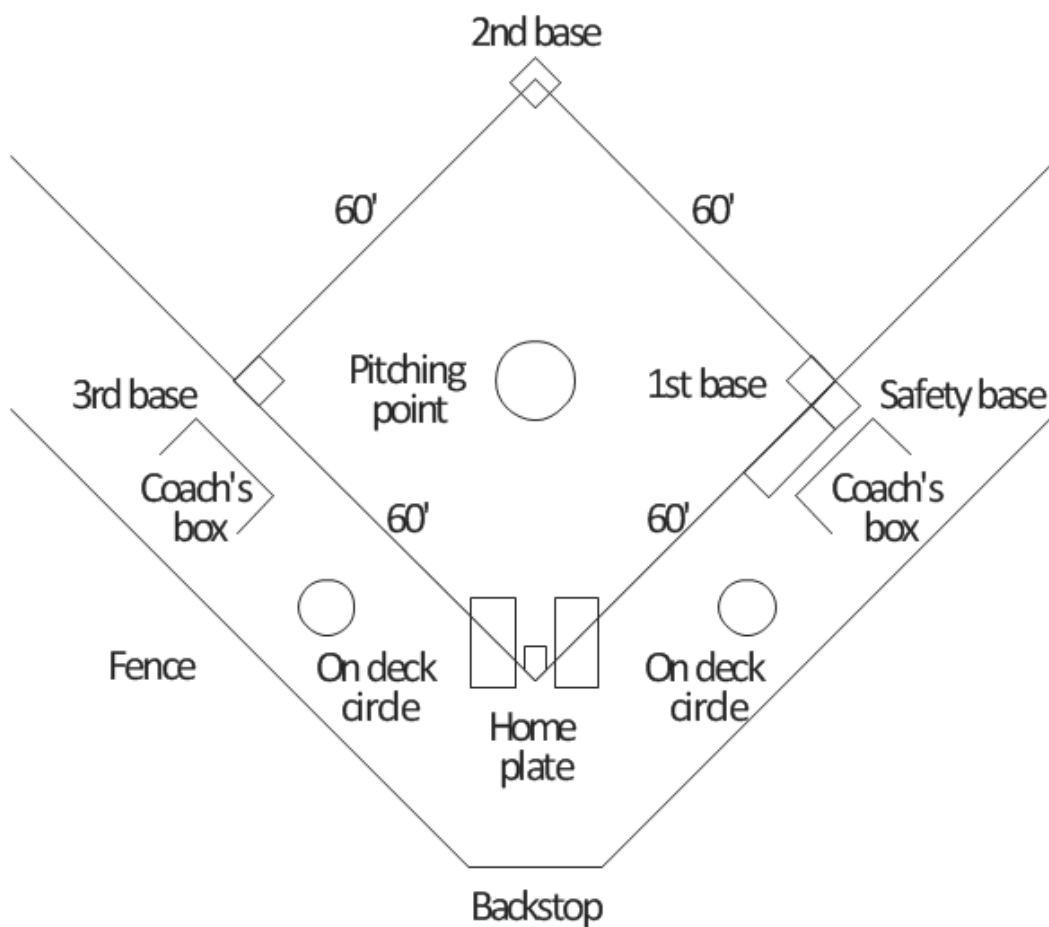 2nd base
60'
60'
Pitching
point
3rd base
1st base
Safety base
Coach's
box
60'
60'
Coach's
box
Fence
On deck
circle
On deck
circle
Home
plate
Backstop